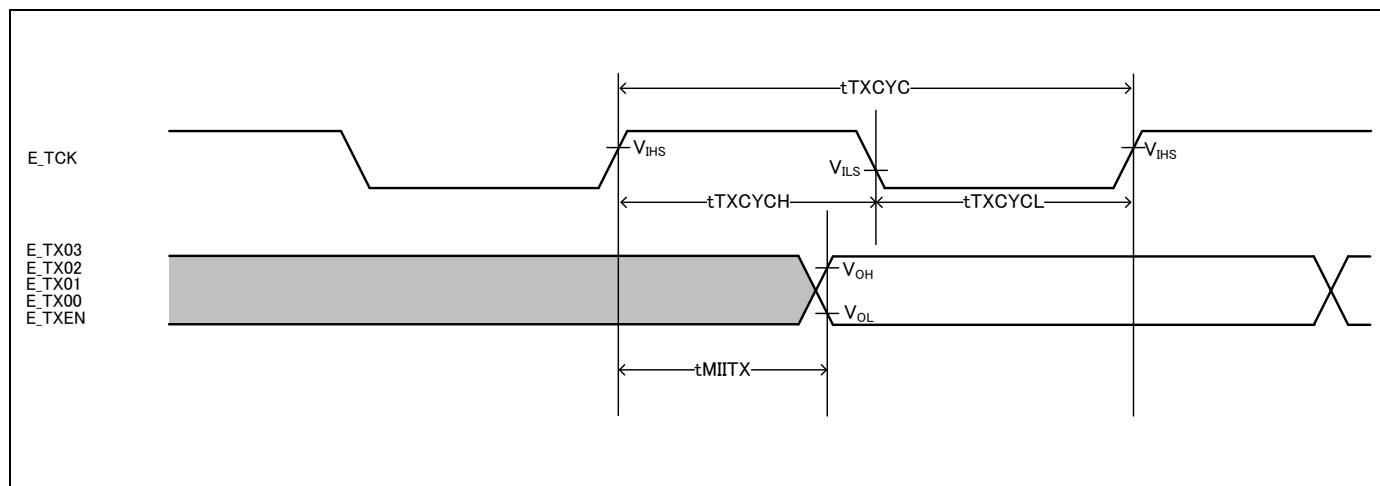 tTXCYC
E_TCK
VIHS
VILS
VIHS
tTXCYCH
tTXCYCL
E_TX03
E_TX02
E_TX01
E_TX00
E_TXEN
VOH
VOL
tMIITX